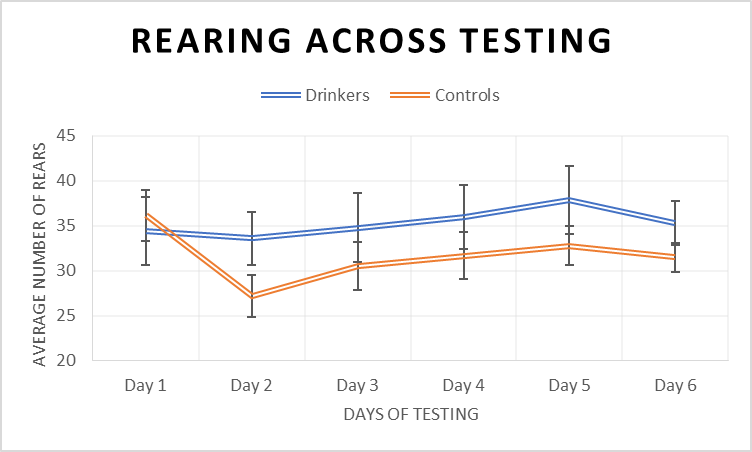 REARING ACROSS TESTING
Drinkers Controls
AVERAGE NUMBER OF REARS
45
40
35
30
25
20
Day 1 Day 2 Day 3 Day 4 Day 5 Day 6
DAYS OF TESTING